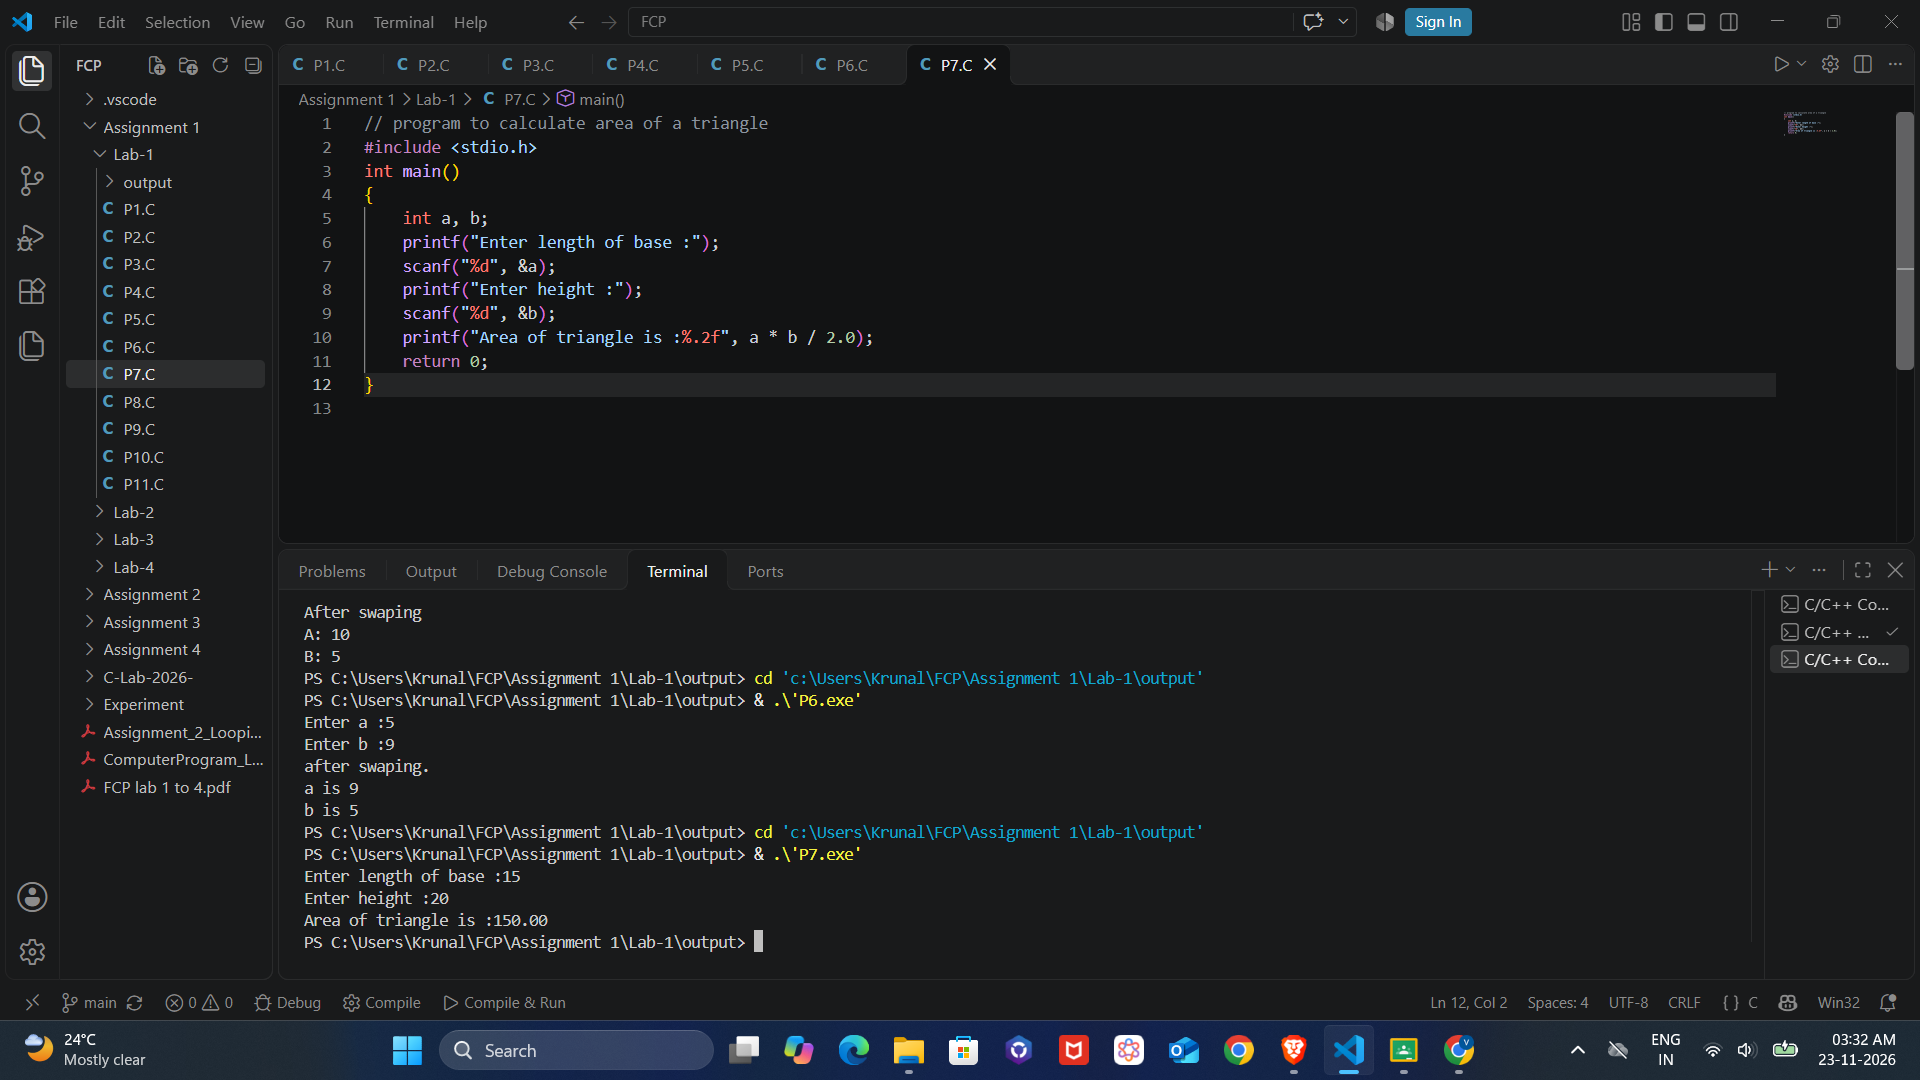 File Edit Selection View Go Run Terminal Help FCP Sign In
FCP
.vscode
Assignment 1
Lab-1
output
P1.C
P2.C
P3.C
P4.C
P5.C
P6.C
P7.C
P8.C
P9.C
P10.C
P11.C
Lab-2
Lab-3
Lab-4
Assignment 2
Assignment 3
Assignment 4
C-Lab-2026-
Experiment
Assignment_2_Loopi...
ComputerProgram_L...
FCP lab 1 to 4.pdf
C P1.C C P2.C C P3.C C P4.C C P5.C C P6.C C P7.C
Assignment 1 > Lab-1 > C P7.C > main()
1 // program to calculate area of a triangle
2 #include <stdio.h>
3 int main()
4 {
5 int a, b;
6 printf("Enter length of base :");
7 scanf("%d", &a);
8 printf("Enter height :");
9 scanf("%d", &b);
10 printf("Area of triangle is :%.2f", a * b / 2.0);
11 return 0;
12 }
13
Problems Output Debug Console Terminal Ports
After swaping
A: 10
B: 5
PS C:\Users\Krunal\FCP\Assignment 1\Lab-1\output> cd 'c:\Users\Krunal\FCP\Assignment 1\Lab-1\output'
PS C:\Users\Krunal\FCP\Assignment 1\Lab-1\output> & .\'P6.exe'
Enter a :5
Enter b :9
after swaping.
a is 9
b is 5
PS C:\Users\Krunal\FCP\Assignment 1\Lab-1\output> cd 'c:\Users\Krunal\FCP\Assignment 1\Lab-1\output'
PS C:\Users\Krunal\FCP\Assignment 1\Lab-1\output> & .\'P7.exe'
Enter length of base :15
Enter height :20
Area of triangle is :150.00
PS C:\Users\Krunal\FCP\Assignment 1\Lab-1\output>
C/C++ Co...
C/C++ ...
C/C++ Co...
main 0 0 Debug Compile Compile & Run Ln 12, Col 2 Spaces: 4 UTF-8 CRLF {} C Win32
24°C
Mostly clear
Search
ENG
IN
03:32 AM
23-11-2026